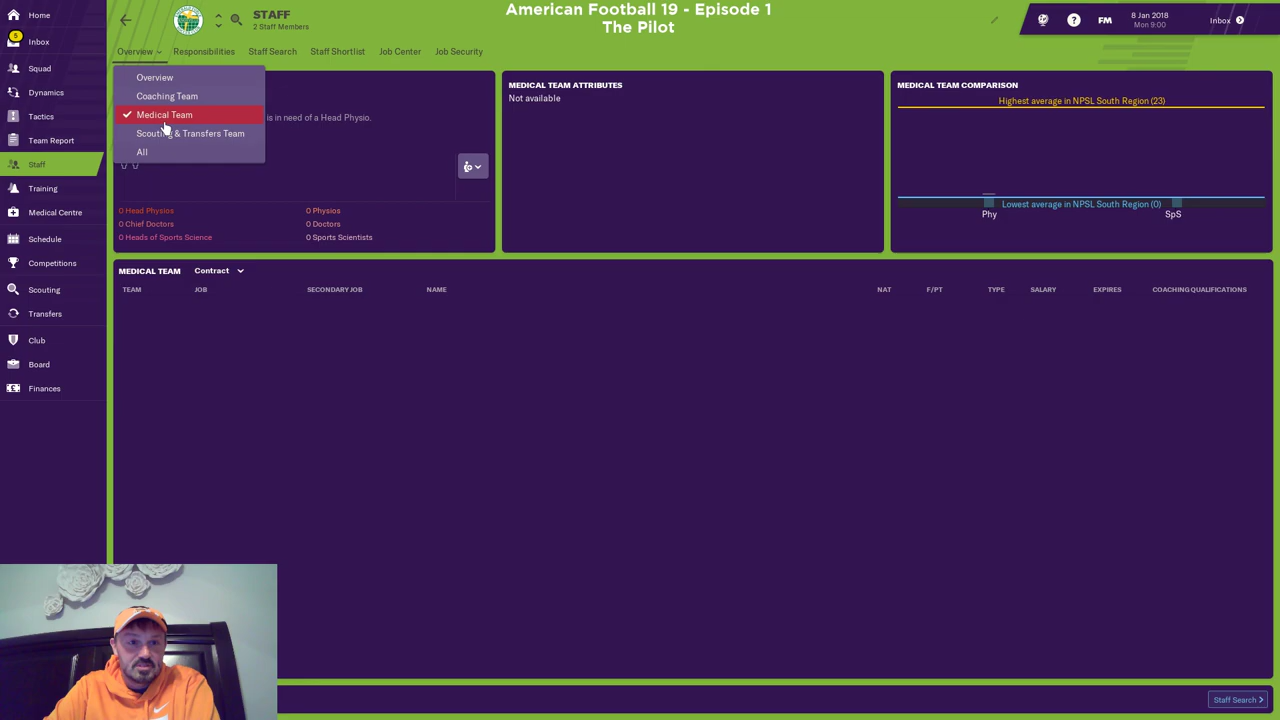 American Football 19 - Episode 1
The Pilot
Home
5
Inbox
Squad
Dynamics
Tactics
Team Report
Staff
Training
Medical Centre
Schedule
Competitions
Scouting
Transfers
Club
Board
Finances
STAFF
2 Staff Members
FM
8 Jan 2018
Mon 9:00
Inbox
Overview
Responsibilities
Staff Search
Staff Shortlist
Job Center
Job Security
Overview
Coaching Team
Medical Team
Scouting & Transfers Team
All
is in need of a Head Physio.
0 Head Physios
0 Physios
0 Chief Doctors
0 Doctors
0 Heads of Sports Science
0 Sports Scientists
MEDICAL TEAM ATTRIBUTES
Not available
MEDICAL TEAM COMPARISON
Highest average in NPSL South Region (23)
Lowest average in NPSL South Region (0)
Phy
SpS
MEDICAL TEAM
Contract
TEAM
JOB
SECONDARY JOB
NAME
NAT
F/PT
TYPE
SALARY
EXPIRES
COACHING QUALIFICATIONS
Staff Search